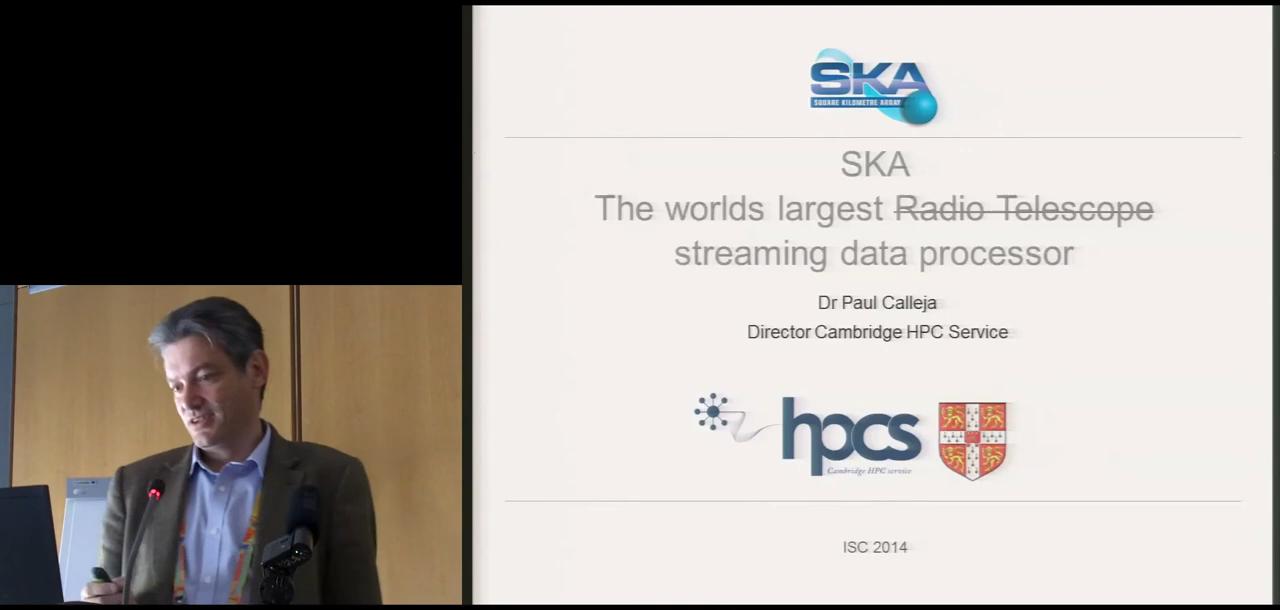 SKA
SQUARE KILOMETRE ARRAY
SKA
The worlds largest Radio Telescope
streaming data processor
Dr Paul Calleja
Director Cambridge HPC Service
hpcs
Cambridge HPC service
ISC 2014